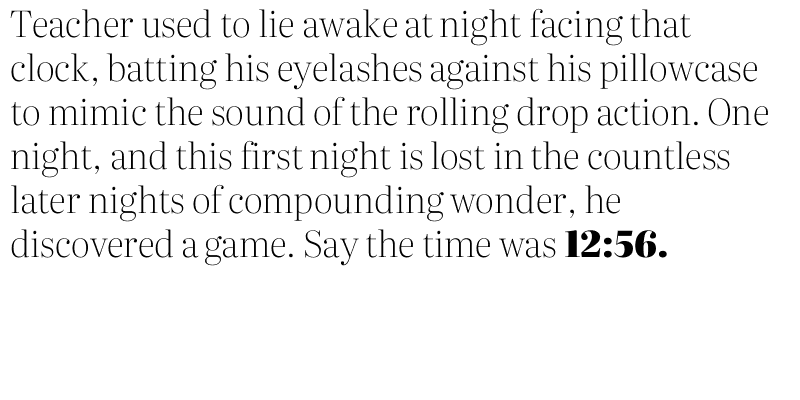 Teacher used to lie awake at night facing that
clock, batting his eyelashes against his pillowcase
to mimic the sound of the rolling drop action. One
night, and this first night is lost in the countless
later nights of compounding wonder, he
discovered a game. Say the time was 12:56.